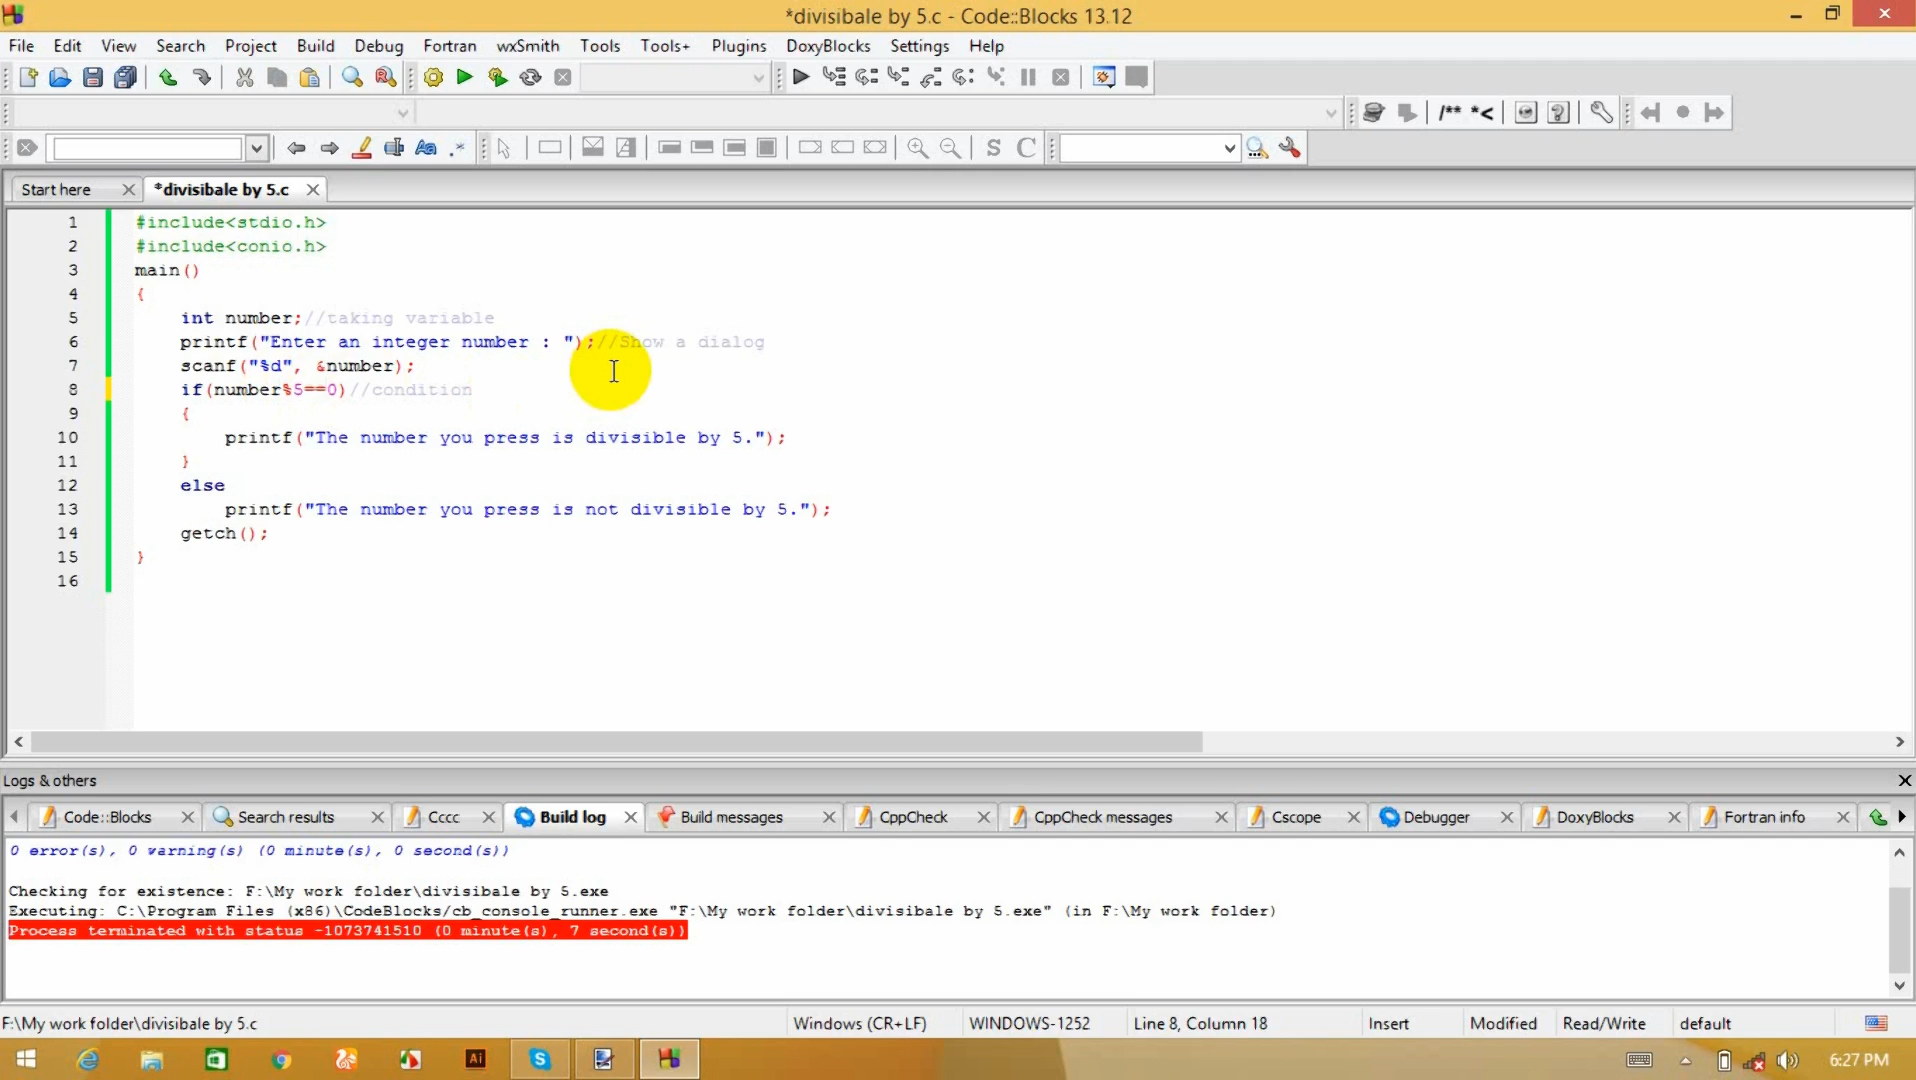 *divisibale by 5.c - Code::Blocks 13.12
File Edit View Search Project Build Debug Fortran wxSmith Tools Tools+ Plugins DoxyBlocks Settings Help
/** *<
S C
Start here *divisibale by 5.c
1 #include<stdio.h>
2 #include<conio.h>
3 main()
4 {
5 int number;//taking variable
6 printf("Enter an integer number : ");//Show a dialog
7 scanf("%d", &number);
8 if(number%5==0)//condition
9 {
10 printf("The number you press is divisible by 5.");
11 }
12 else
13 printf("The number you press is not divisible by 5.");
14 getch();
15 }
16
Logs & others
Code::Blocks Search results Cccc Build log Build messages CppCheck CppCheck messages Cscope Debugger DoxyBlocks Fortran info
0 error(s), 0 warning(s) (0 minute(s), 0 second(s))
Checking for existence: F:\My work folder\divisibale by 5.exe
Executing: C:\Program Files (x86)\CodeBlocks/cb_console_runner.exe "F:\My work folder\divisibale by 5.exe" (in F:\My work folder)
Process terminated with status -1073741510 (0 minute(s), 7 second(s))
F:\My work folder\divisibale by 5.c Windows (CR+LF) WINDOWS-1252 Line 8, Column 18 Insert Modified Read/Write default
Ai 6:27 PM